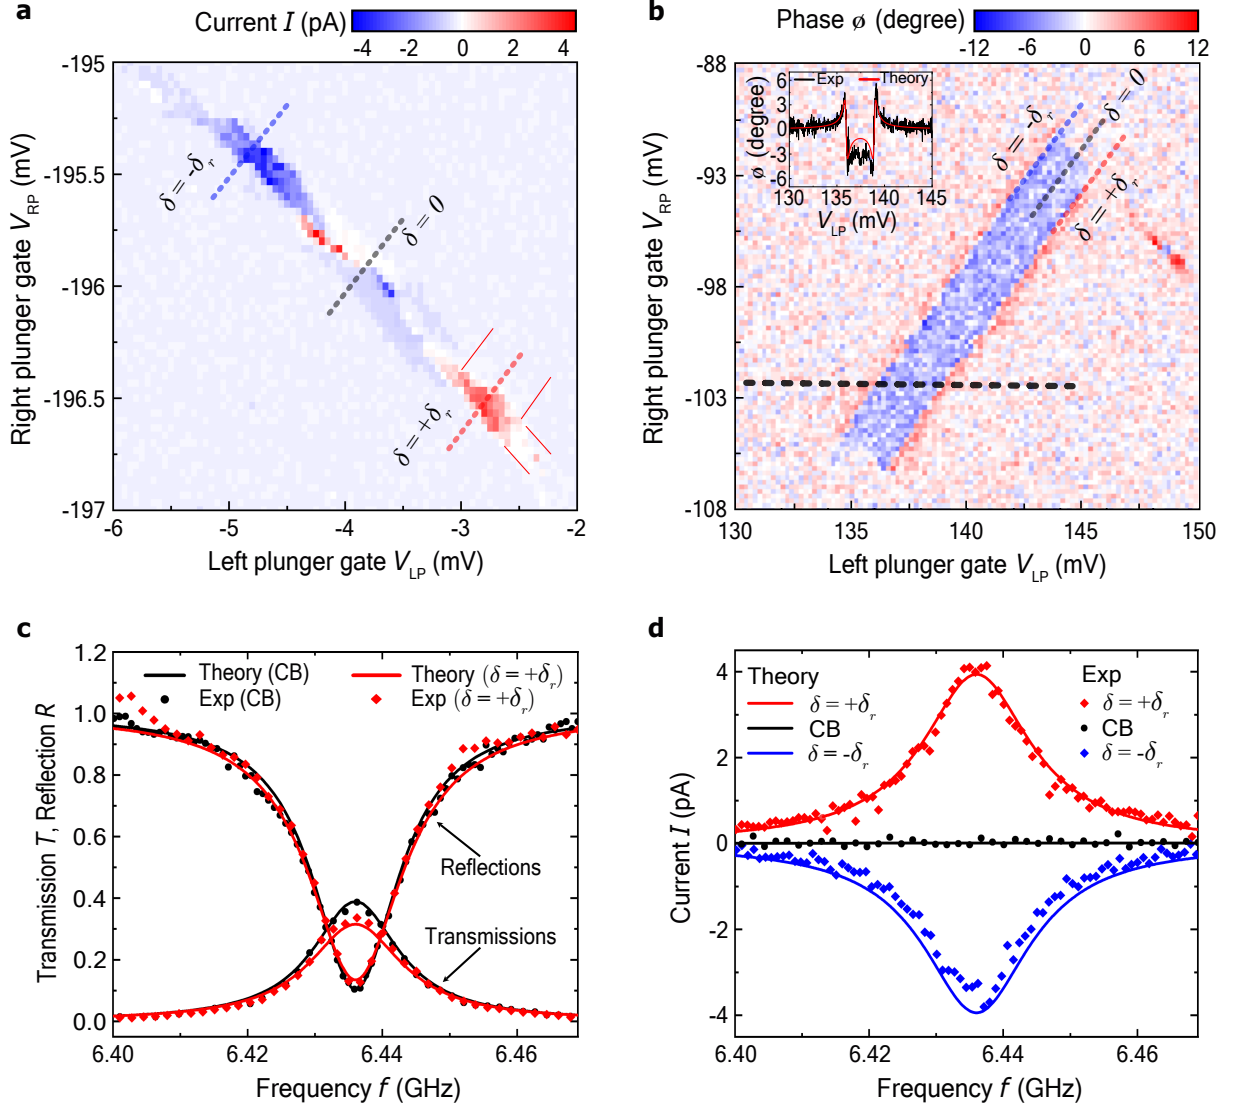 a
Current I (pA)
-4 -2 0 2 4
-195
-195.5
-196
-196.5
-197
Right plunger gate V_RP (mV)
δ = -δ_r
δ = 0
δ = +δ_r
-6 -5 -4 -3 -2
Left plunger gate V_LP (mV)
b
Phase ø (degree)
-12 -6 0 6 12
-88
-93
-98
-103
-108
Right plunger gate V_RP (mV)
Exp Theory
6
3
0
-3
-6
ø (degree)
130 135 140 145
V_LP (mV)
δ = -δ_r
δ = 0
δ = +δ_r
130 135 140 145 150
Left plunger gate V_LP (mV)
c
1.2
1.0
0.8
0.6
0.4
0.2
0.0
Transmission T, Reflection R
Theory (CB) Theory (δ = +δ_r)
Exp (CB) Exp (δ = +δ_r)
Reflections
Transmissions
6.40 6.42 6.44 6.46
Frequency f (GHz)
d
4
2
0
-2
-4
Current I (pA)
Theory Exp
δ = +δ_r δ = +δ_r
CB CB
δ = -δ_r δ = -δ_r
6.40 6.42 6.44 6.46
Frequency f (GHz)